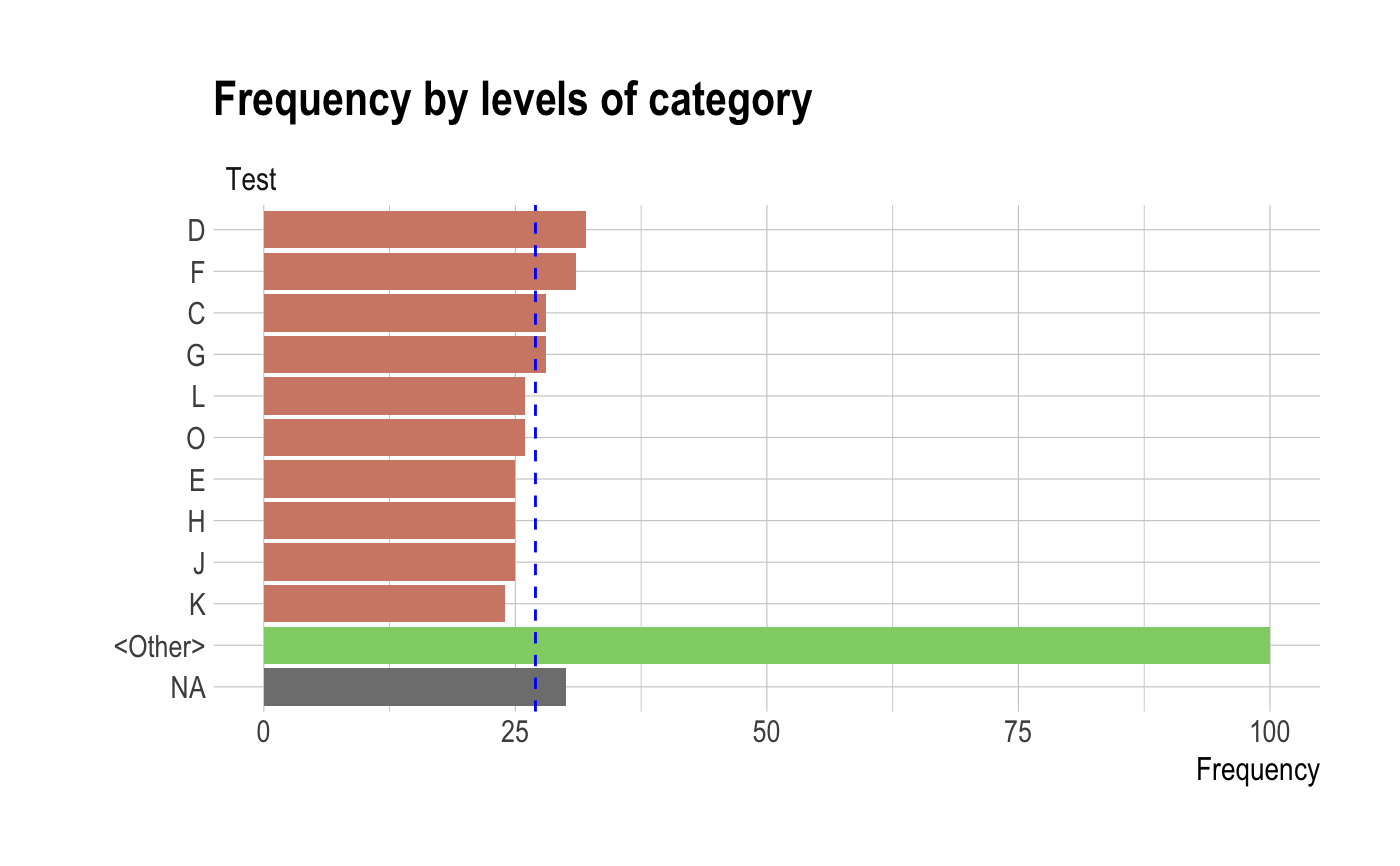 Frequency by levels of category
Test
D
F
C
G
L
O
E
H
J
K
<Other>
NA
0 25 50 75 100
Frequency